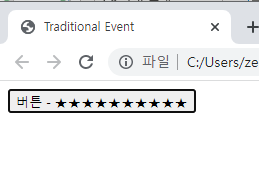 Traditional Event
파일
C:/Users/ze
버튼 - ★★★★★★★★★★